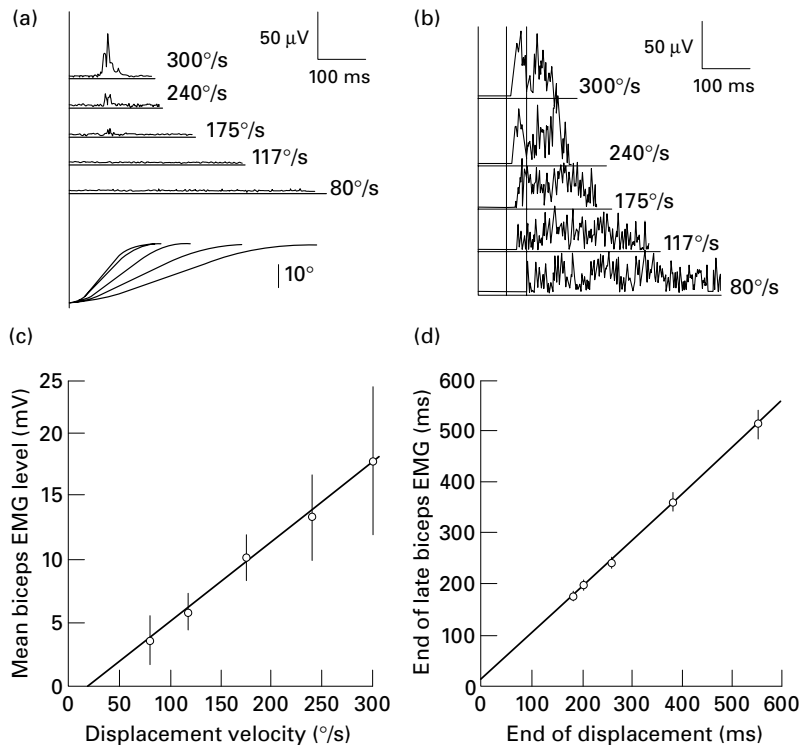 (a)
50 μV
100 ms
300°/s
240°/s
175°/s
117°/s
80°/s
10°
(b)
50 μV
100 ms
300°/s
240°/s
175°/s
117°/s
80°/s
(c)
Mean biceps EMG level (mV)
25
20
15
10
5
0
0 50 100 150 200 250 300
Displacement velocity (°/s)
(d)
End of late biceps EMG (ms)
600
500
400
300
200
100
0
0 100 200 300 400 500 600
End of displacement (ms)